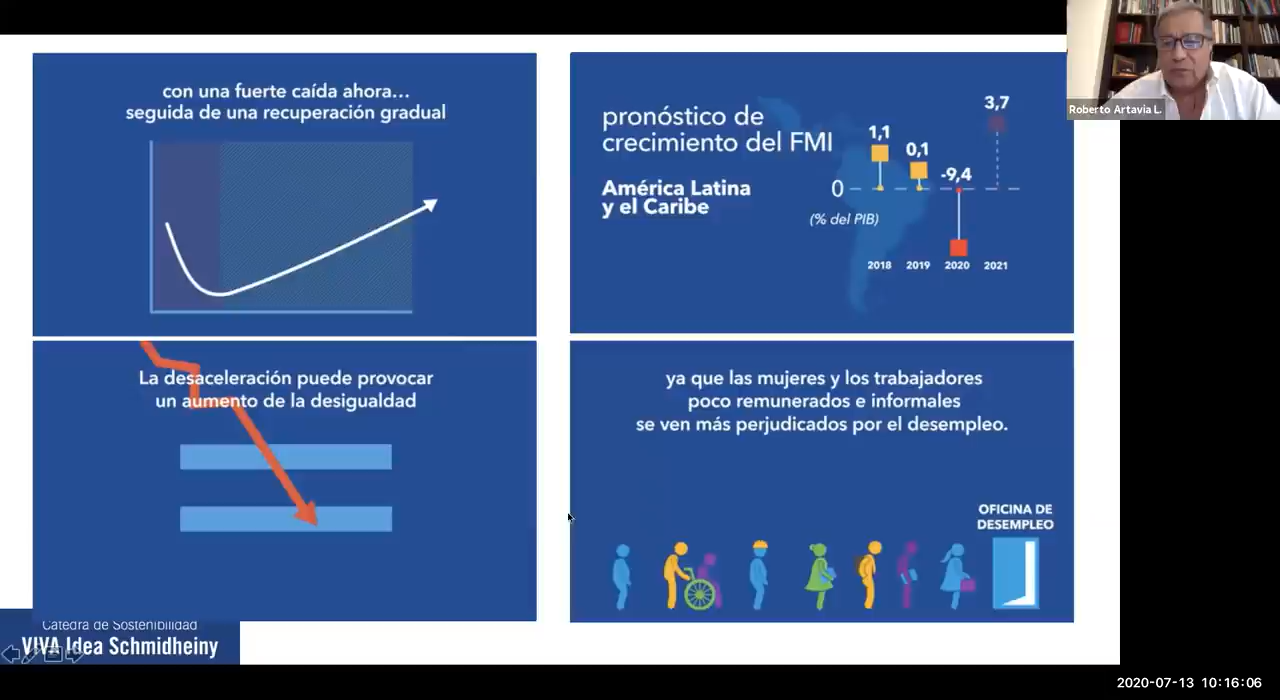 con una fuerte caída ahora...
seguida de una recuperación gradual
pronóstico de
crecimiento del FMI
América Latina
y el Caribe
(% del PIB)
0
1,1
0,1
-9,4
3,7
2018
2019
2020
2021
Roberto Artavia L.
La desaceleración puede provocar
un aumento de la desigualdad
ya que las mujeres y los trabajadores
poco remunerados e informales
se ven más perjudicados por el desempleo.
OFICINA DE
DESEMPLEO
Cátedra de Sostenibilidad
VIVA Idea Schmidheiny
2020-07-13 10:16:06